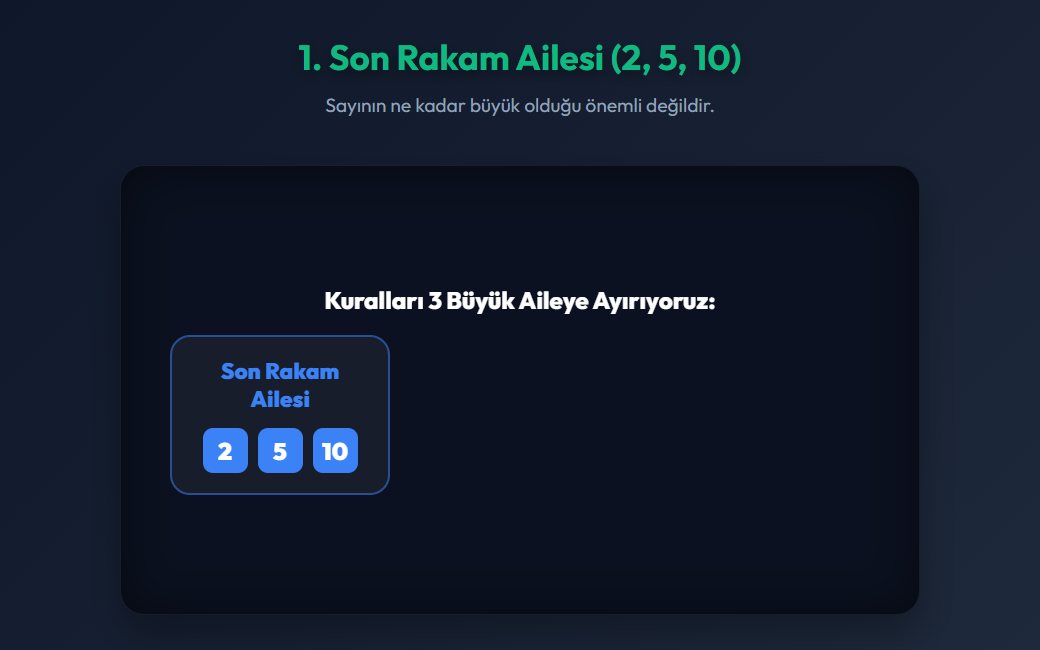 1. Son Rakam Ailesi (2, 5, 10)
Sayının ne kadar büyük olduğu önemli değildir.
Kuralları 3 Büyük Aileye Ayırıyoruz:
Son Rakam
Ailesi
2 5 10